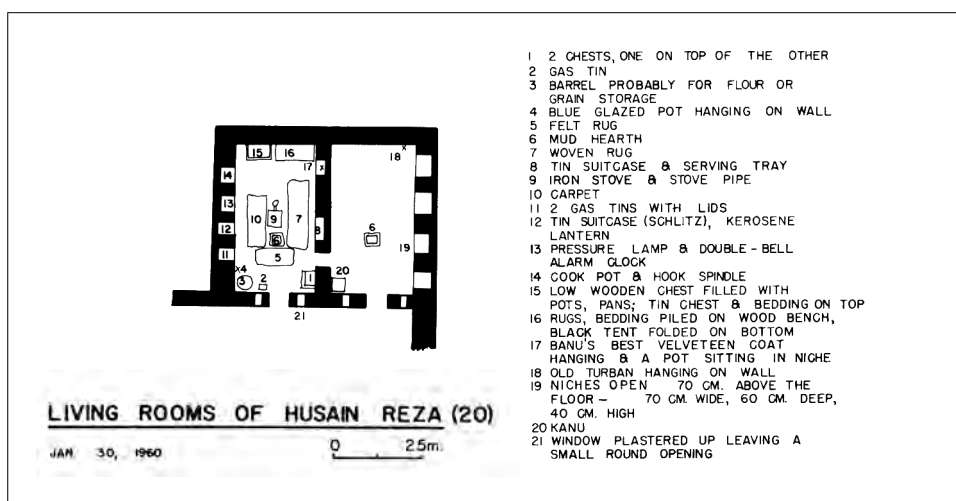 1 2 CHESTS, ONE ON TOP OF THE OTHER
2 GAS TIN
3 BARREL PROBABLY FOR FLOUR OR
GRAIN STORAGE
4 BLUE GLAZED POT HANGING ON WALL
5 FELT RUG
6 MUD HEARTH
7 WOVEN RUG
8 TIN SUITCASE & SERVING TRAY
9 IRON STOVE & STOVE PIPE
10 CARPET
11 2 GAS TINS WITH LIDS
12 TIN SUITCASE (SCHLITZ), KEROSENE
LANTERN
13 PRESSURE LAMP & DOUBLE-BELL
ALARM CLOCK
14 COOK POT & HOOK SPINDLE
15 LOW WOODEN CHEST FILLED WITH
POTS, PANS; TIN CHEST & BEDDING ON TOP
16 RUGS, BEDDING PILED ON WOOD BENCH,
BLACK TENT FOLDED ON BOTTOM
17 BANU'S BEST VELVETEEN COAT
HANGING & A POT SITTING IN NICHE
18 OLD TURBAN HANGING ON WALL
19 NICHES OPEN 70 CM. ABOVE THE
FLOOR - 70 CM. WIDE, 60 CM. DEEP,
40 CM. HIGH
20 KANU
21 WINDOW PLASTERED UP LEAVING A
SMALL ROUND OPENING
15 16 18 x
17 x
14
13
10 9 7
12 8 6 6
19
11 5
x4
3 2 1 20
21
LIVING ROOMS OF HUSAIN REZA (20)
JAN 30, 1960
0 2.5m.